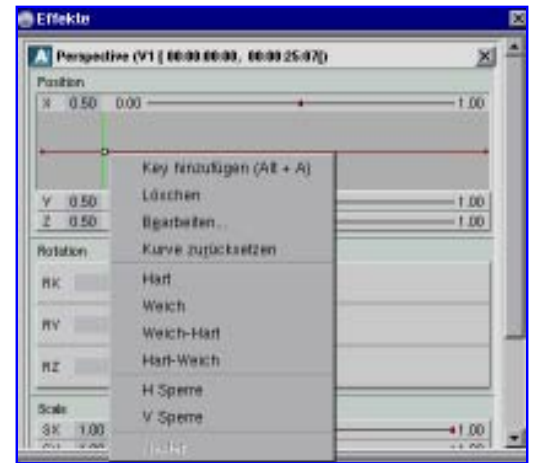 Effekte
Perspective (V1 [ 00:00:00:00, 00:00:25:07[)
Position
X 0.50 0.00 1.00
Key hinzufügen (Alt + A)
Löschen
Y 0.50 1.00
Z 0.50 1.00
Bearbeiten...
Kurve zurücksetzen
Rotation
Hart
RX
Weich
RY
Weich-Hart
Hart-Weich
RZ
H Sperre
Scale
V Sperre
SX 1.00 1.00